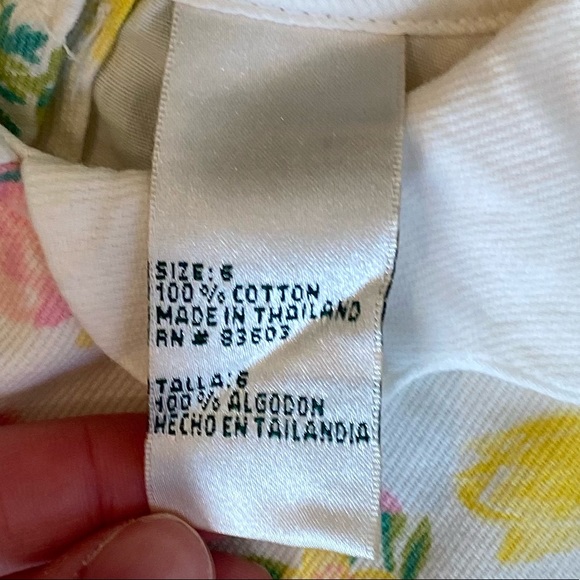 SIZE: 6
100 % COTTON
MADE IN THAILAND
RN # 83603
TALLA: 6
100 % ALGODON
HECHO EN TAILANDIA